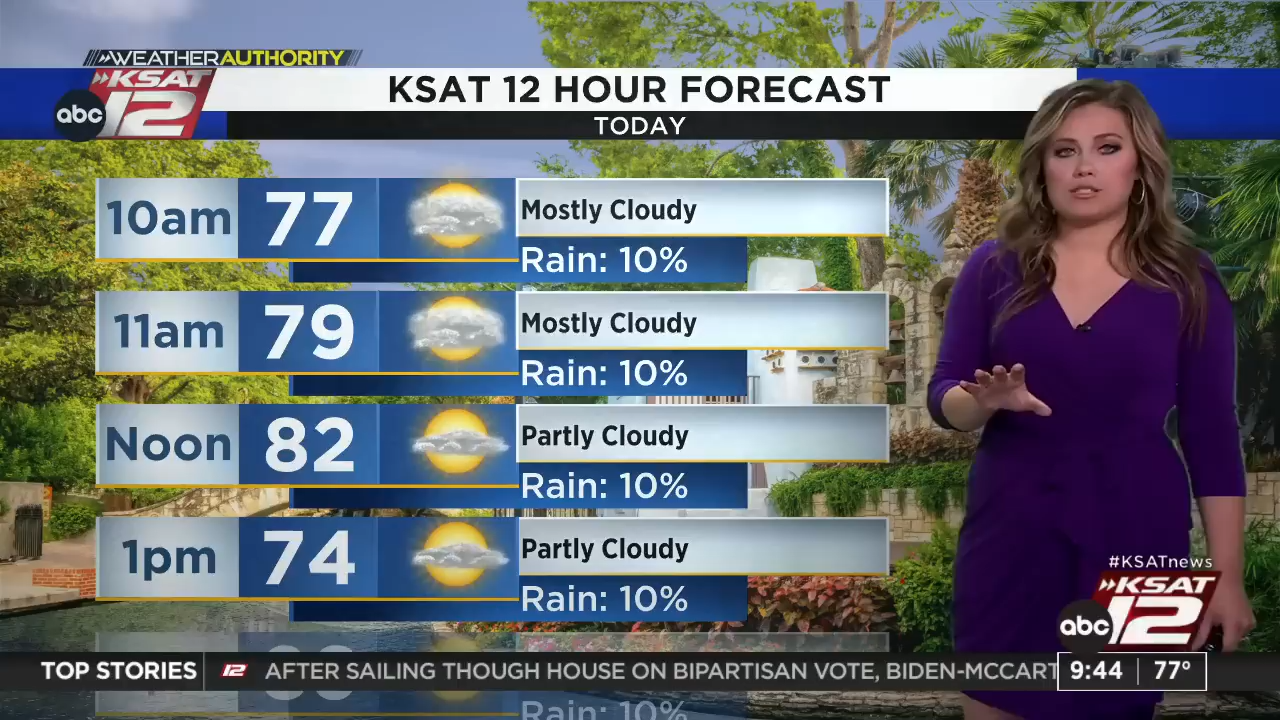 WEATHERAUTHORITY
KSAT
abc 12
KSAT 12 HOUR FORECAST
TODAY
10am 77 Mostly Cloudy
Rain: 10%
11am 79 Mostly Cloudy
Rain: 10%
Noon 82 Partly Cloudy
Rain: 10%
1pm 74 Partly Cloudy
Rain: 10%
#KSATnews
KSAT
abc 12
TOP STORIES 12 AFTER SAILING THOUGH HOUSE ON BIPARTISAN VOTE, BIDEN-MCCART 9:44 77°
Rain: 10%